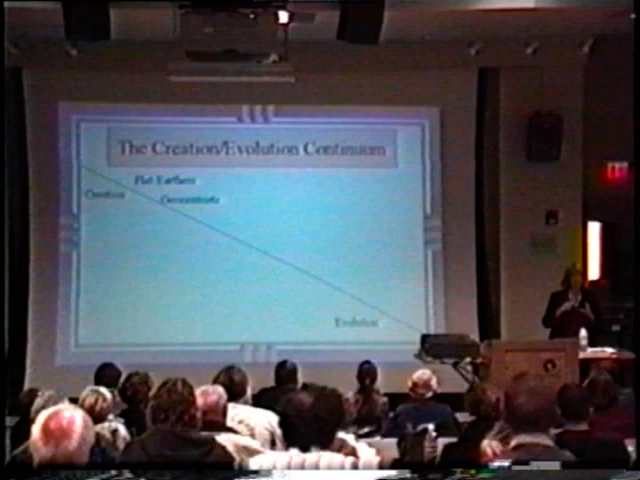 The Creation/Evolution Continuum
Flat Earthers
Creation
Geocentrists
Evolution